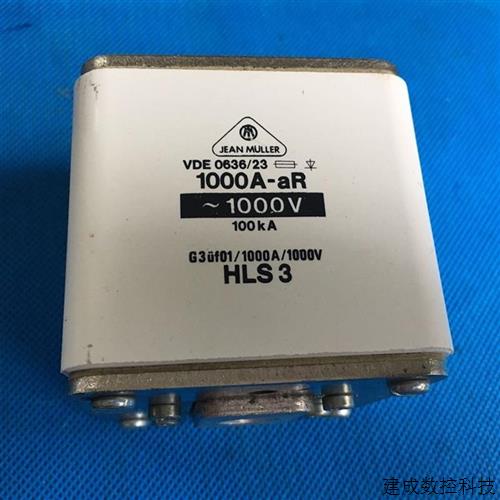 JEAN MÜLLER
VDE 0636/23
1000A-aR
~1000V
100kA
G3üf01/1000A/1000V
HLS 3
建成数控科技